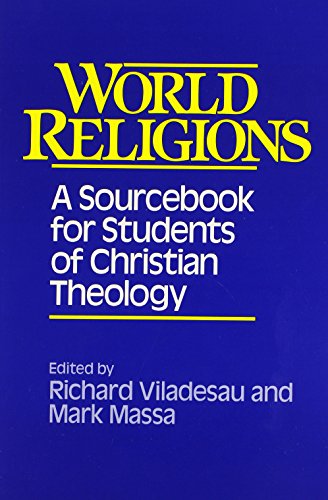 WORLD
RELIGIONS
A Sourcebook
for Students
of Christian
Theology
Edited by
Richard Viladesau and
Mark Massa